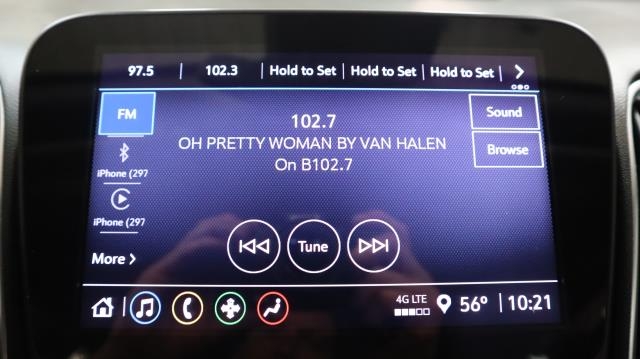 97.5 102.3 Hold to Set Hold to Set Hold to Set
FM
102.7
OH PRETTY WOMAN BY VAN HALEN
On B102.7
Sound
Browse
iPhone (297
iPhone (297
More
Tune
4G LTE
56° 10:21